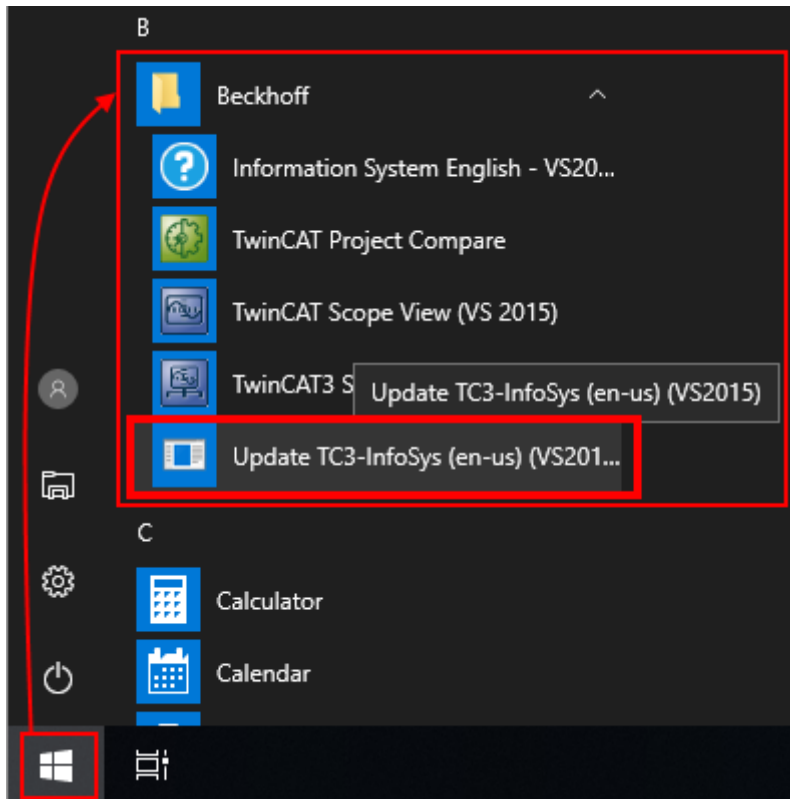 B
Beckhoff
Information System English - VS20...
TwinCAT Project Compare
TwinCAT Scope View (VS 2015)
TwinCAT3 S
Update TC3-InfoSys (en-us) (VS2015)
Update TC3-InfoSys (en-us) (VS201...
C
Calculator
Calendar